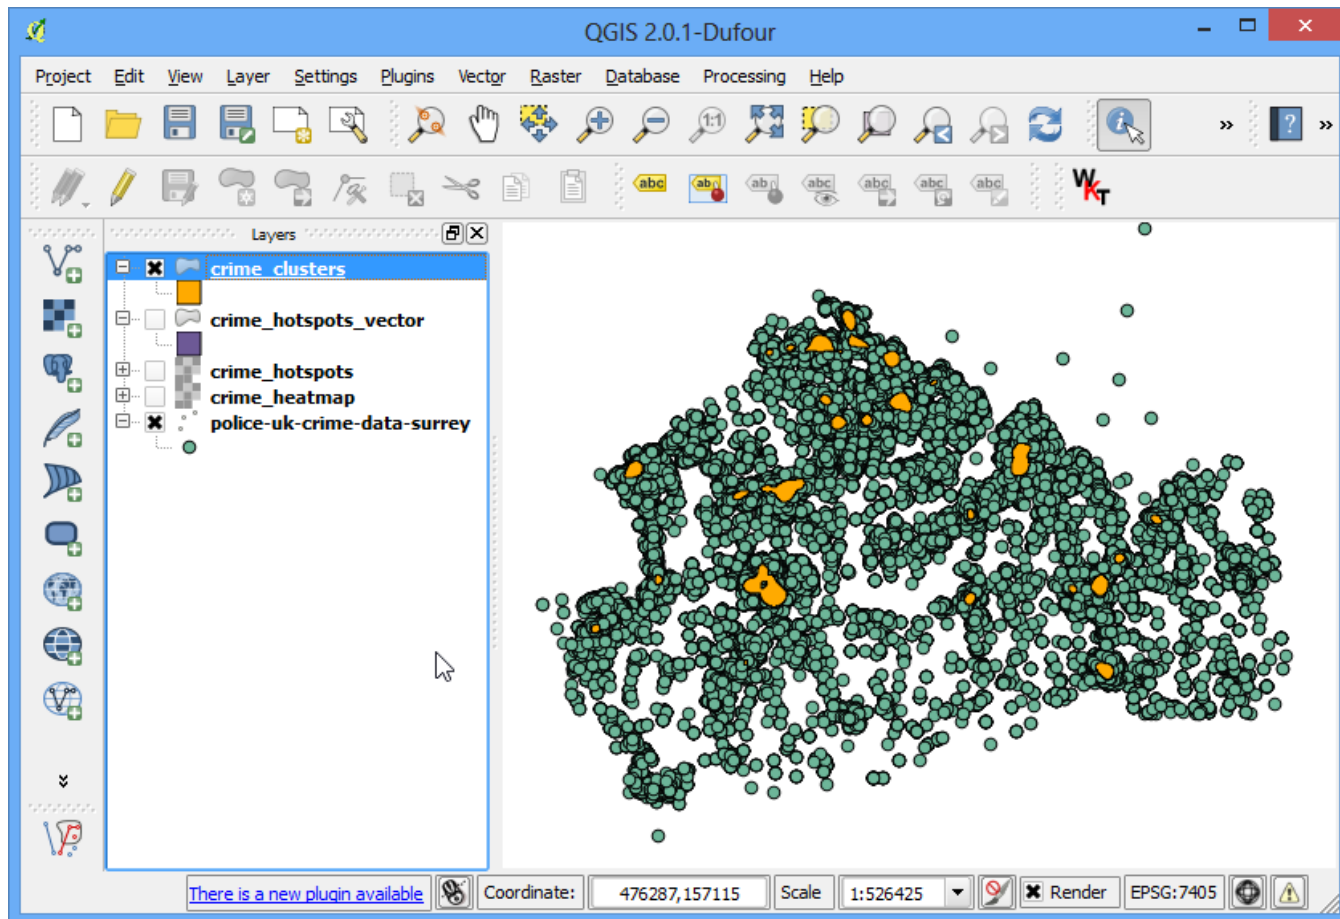 QGIS 2.0.1-Dufour
Project Edit View Layer Settings Plugins Vector Raster Database Processing Help
1:1
» ? »
abc ab ab abc abc abc abc WKT
Layers
crime_clusters
crime_hotspots_vector
crime_hotspots
crime_heatmap
police-uk-crime-data-surrey
There is a new plugin available Coordinate: 476287,157115 Scale 1:526425 Render EPSG:7405